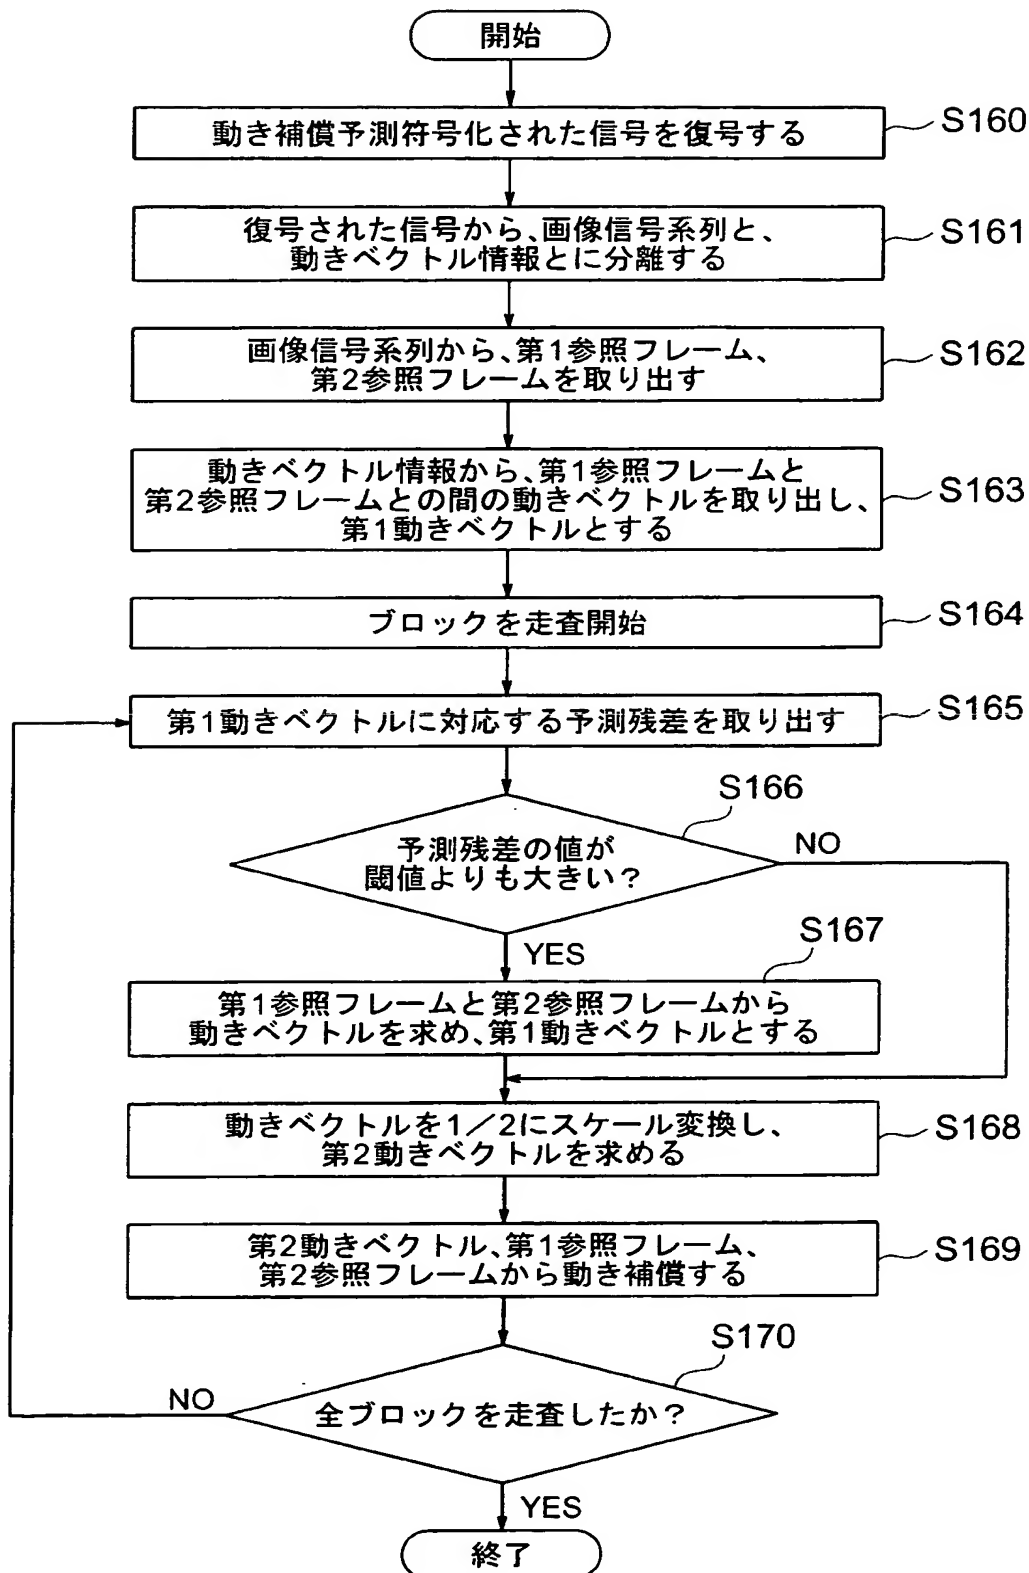 開始
動き補償予測符号化された信号を復号する
S160
復号された信号から、画像信号系列と、
動きベクトル情報とに分離する
S161
画像信号系列から、第1参照フレーム、
第2参照フレームを取り出す
S162
動きベクトル情報から、第1参照フレームと
第2参照フレームとの間の動きベクトルを取り出し、
第1動きベクトルとする
S163
ブロックを走査開始
S164
第1動きベクトルに対応する予測残差を取り出す
S165
S166
予測残差の値が
閾値よりも大きい？
NO
YES
S167
第1参照フレームと第2参照フレームから
動きベクトルを求め、第1動きベクトルとする
動きベクトルを1／2にスケール変換し、
第2動きベクトルを求める
S168
第2動きベクトル、第1参照フレーム、
第2参照フレームから動き補償する
S169
S170
NO
全ブロックを走査したか？
YES
終了